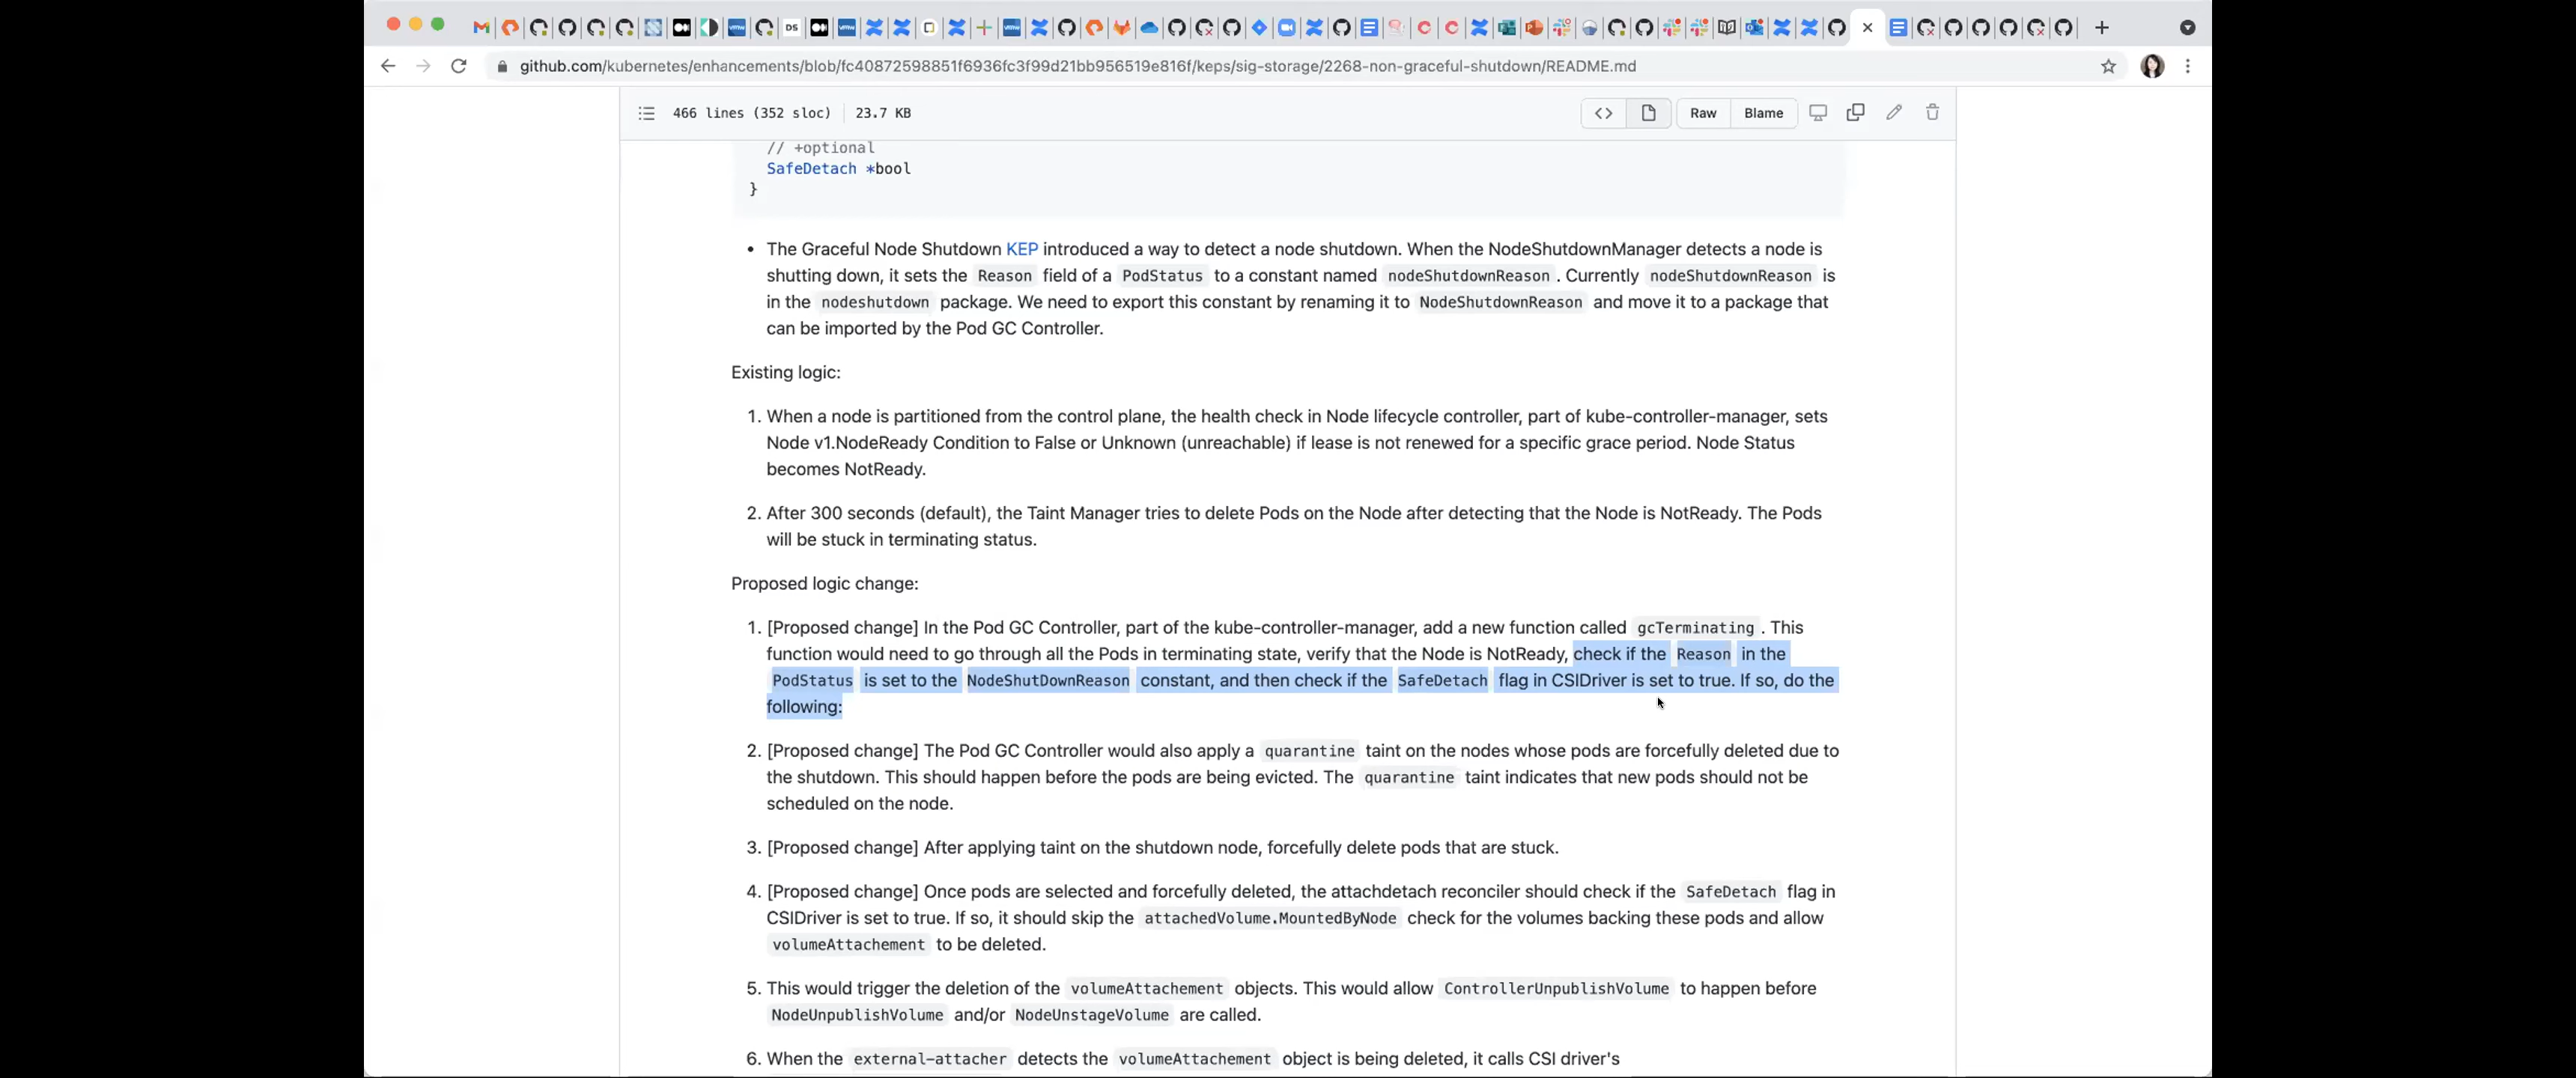 DS
vmw
vmw
vmw
github.com/kubernetes/enhancements/blob/fc40872598851f6936fc3f99d21bb956519e816f/keps/sig-storage/2268-non-graceful-shutdown/README.md
466 lines (352 sloc) 23.7 KB Raw Blame
// +optional
SafeDetach *bool
}
• The Graceful Node Shutdown KEP introduced a way to detect a node shutdown. When the NodeShutdownManager detects a node is
shutting down, it sets the Reason field of a PodStatus to a constant named nodeShutdownReason . Currently nodeShutdownReason is
in the nodeshutdown package. We need to export this constant by renaming it to NodeShutdownReason and move it to a package that
can be imported by the Pod GC Controller.
Existing logic:
1. When a node is partitioned from the control plane, the health check in Node lifecycle controller, part of kube-controller-manager, sets
Node v1.NodeReady Condition to False or Unknown (unreachable) if lease is not renewed for a specific grace period. Node Status
becomes NotReady.
2. After 300 seconds (default), the Taint Manager tries to delete Pods on the Node after detecting that the Node is NotReady. The Pods
will be stuck in terminating status.
Proposed logic change:
1. [Proposed change] In the Pod GC Controller, part of the kube-controller-manager, add a new function called gcTerminating . This
function would need to go through all the Pods in terminating state, verify that the Node is NotReady, check if the Reason in the
PodStatus is set to the NodeShutDownReason constant, and then check if the SafeDetach flag in CSIDriver is set to true. If so, do the
following:
2. [Proposed change] The Pod GC Controller would also apply a quarantine taint on the nodes whose pods are forcefully deleted due to
the shutdown. This should happen before the pods are being evicted. The quarantine taint indicates that new pods should not be
scheduled on the node.
3. [Proposed change] After applying taint on the shutdown node, forcefully delete pods that are stuck.
4. [Proposed change] Once pods are selected and forcefully deleted, the attachdetach reconciler should check if the SafeDetach flag in
CSIDriver is set to true. If so, it should skip the attachedVolume.MountedByNode check for the volumes backing these pods and allow
volumeAttachement to be deleted.
5. This would trigger the deletion of the volumeAttachement objects. This would allow ControllerUnpublishVolume to happen before
NodeUnpublishVolume and/or NodeUnstageVolume are called.
6. When the external-attacher detects the volumeAttachement object is being deleted, it calls CSI driver's